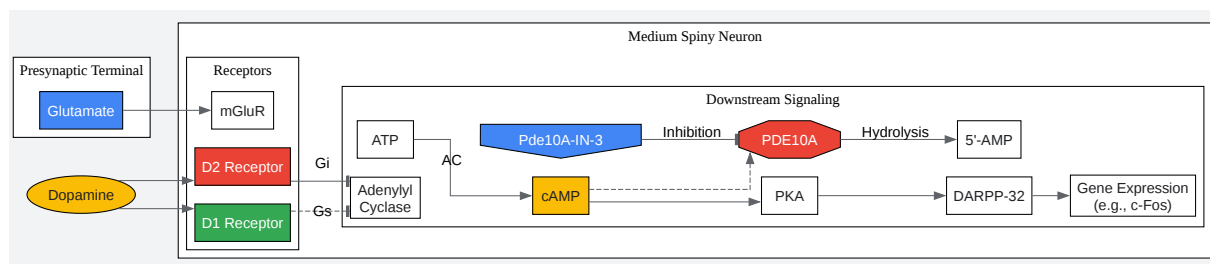 Medium Spiny Neuron
Presynaptic Terminal
Receptors
Glutamate
mGluR
Downstream Signaling
ATP
Pde10A-IN-3
Inhibition
PDE10A
Hydrolysis
5'-AMP
AC
D2 Receptor
Gi
Dopamine
Adenylyl
Cyclase
Gs
D1 Receptor
cAMP
PKA
DARPP-32
Gene Expression
(e.g., c-Fos)